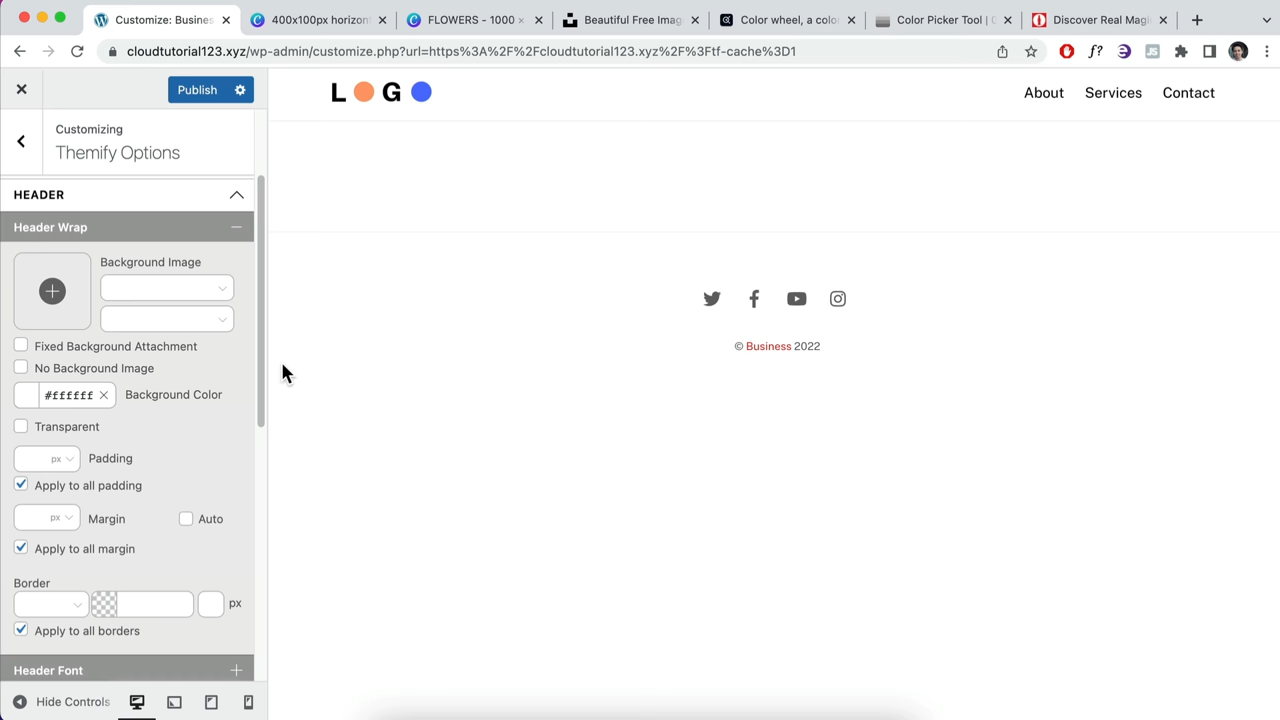 Customize: Busines
400x100px horizon
FLOWERS - 1000 ×
Beautiful Free Imag
Color wheel, a colo
Color Picker Tool | C
Discover Real Magi
cloudtutorial123.xyz/wp-admin/customize.php?url=https%3A%2F%2Fcloudtutorial123.xyz%2F%3Ftf-cache%3D1
f?
JS
Publish
Customizing
Themify Options
HEADER
Header Wrap
Background Image
Fixed Background Attachment
No Background Image
#ffffff
Background Color
Transparent
px
Padding
Apply to all padding
px
Margin
Auto
Apply to all margin
Border
px
Apply to all borders
Header Font
Hide Controls
L G
About
Services
Contact
© Business 2022